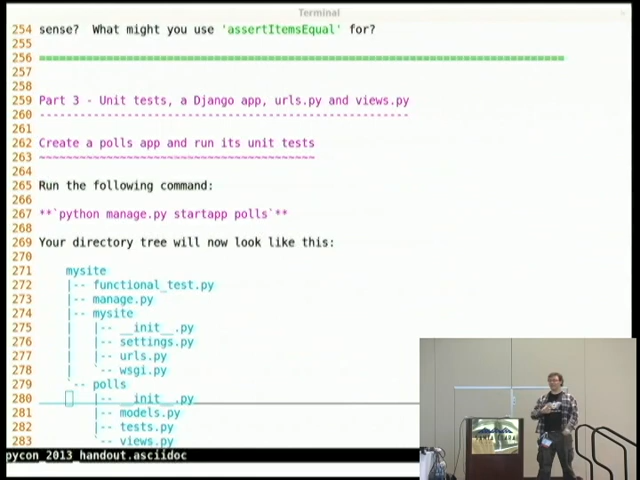 Terminal
254 sense?  What might you use 'assertItemsEqual' for?
255
256 ==============================================================================
257
258
259 Part 3 - Unit tests, a Django app, urls.py and views.py
260 -------------------------------------------------------
261
262 Create a polls app and run its unit tests
263 ~~~~~~~~~~~~~~~~~~~~~~~~~~~~~~~~~~~~~~~~~
264
265 Run the following command:
266
267 **`python manage.py startapp polls`**
268
269 Your directory tree will now look like this:
270
271     mysite
272     |-- functional_test.py
273     |-- manage.py
274     |-- mysite
275     |   |-- __init__.py
276     |   |-- settings.py
277     |   |-- urls.py
278     |   `-- wsgi.py
279     `-- polls
280         |-- __init__.py
281         |-- models.py
282         |-- tests.py
283         `-- views.py
pycon_2013_handout.asciidoc
SANTA CLARA